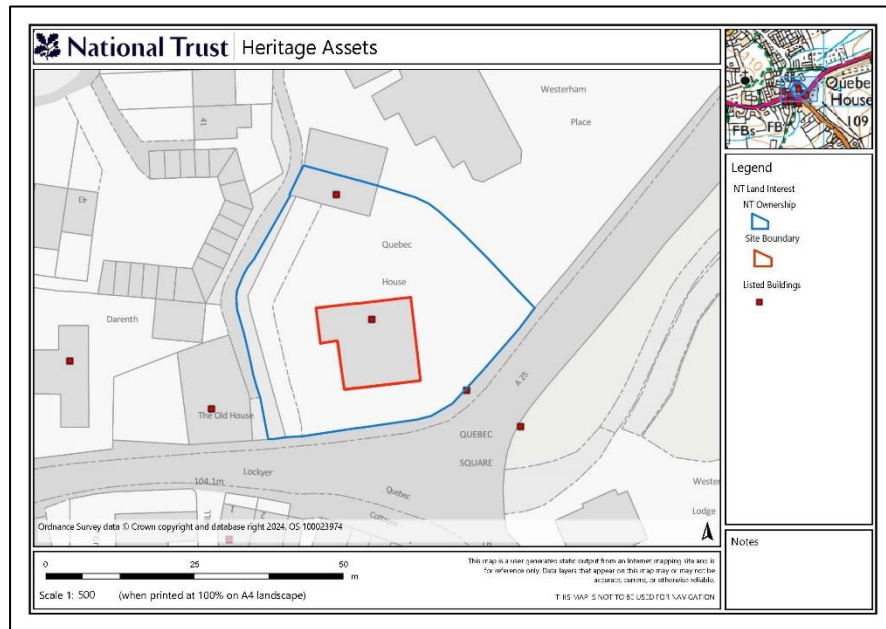 National Trust Heritage Assets
Quebec
House
109
110
FBs
FB
Legend
NT Land Interest
NT Ownership
Site Boundary
Listed Buildings
Notes
Westerham
Place
41
43
Quebec
House
Darenth
The Old House
A 25
QUEBEC
SQUARE
Lockyer
104.1m
Quebec
Cottages
1
2
Lodge
Ordnance Survey data © Crown copyright and database right 2024. OS 100023974
0 25 50
m
Scale 1: 500 (when printed at 100% on A4 landscape)
This map is a user generated static output from an Internet mapping site and is
for reference only. Data layers that appear on this map may or may not be
accurate, current, or otherwise reliable.
THIS MAP IS NOT TO BE USED FOR NAVIGATION